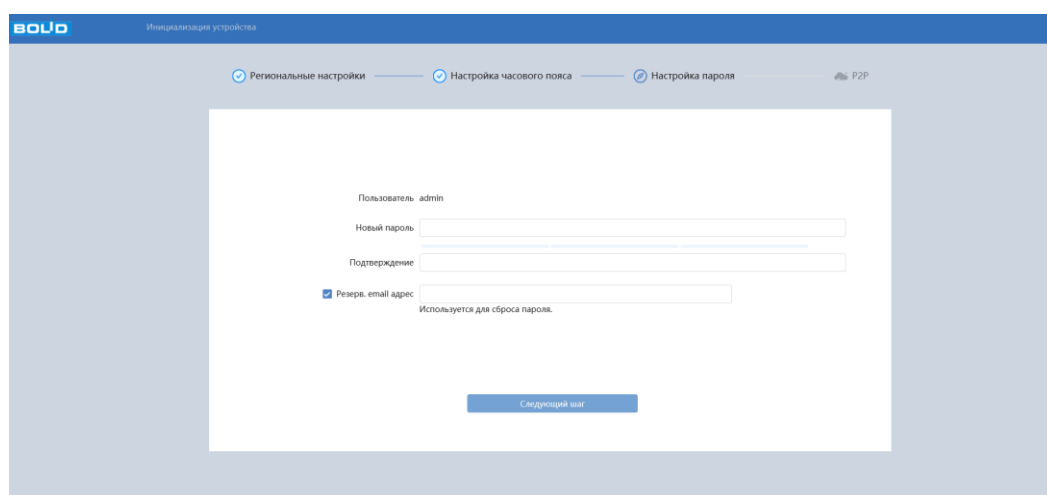 BOLID
Инициализация устройства
Региональные настройки
Настройка часового пояса
Настройка пароля
P2P
Пользователь admin
Новый пароль
Подтверждение
Резерв. email адрес
Используется для сброса пароля.
Следующий шаг